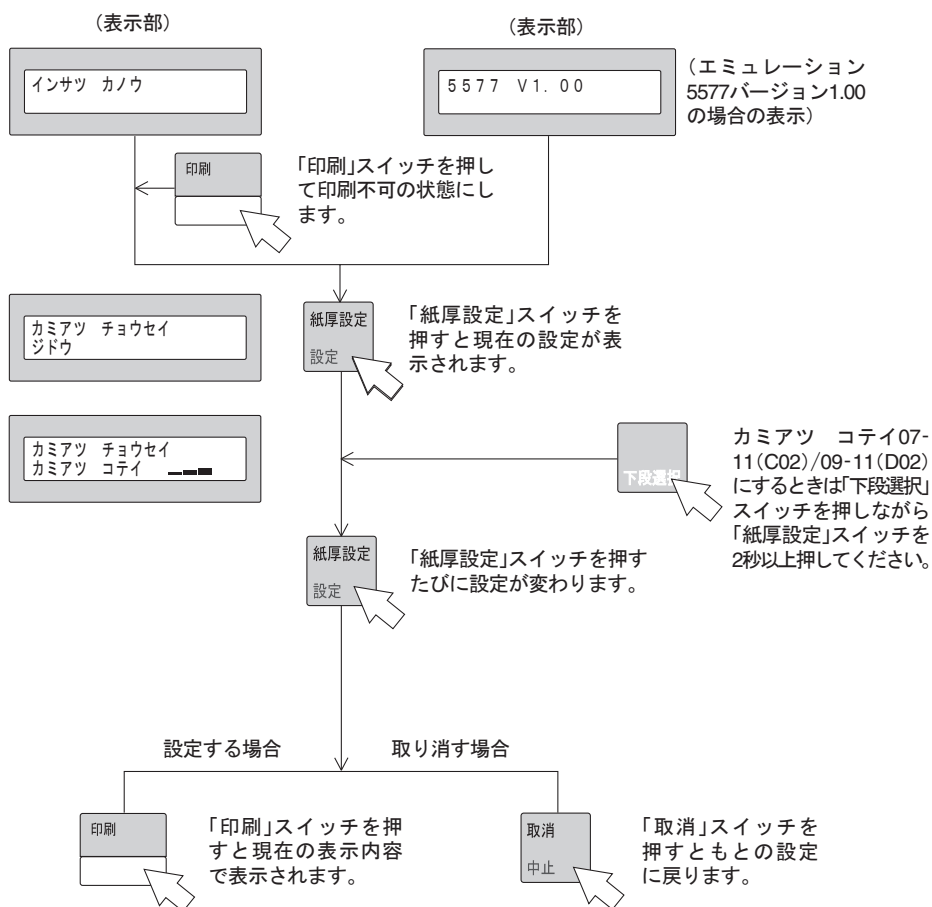 (表示部)
(表示部)
インサツ カノウ
5577 V1.00
(エミュレーション
5577バージョン1.00
の場合の表示)
印刷
「印刷」スイッチを押し
て印刷不可の状態にし
ます。
カミアツ チョウセイ
ジドウ
紙厚設定
設定
「紙厚設定」スイッチを
押すと現在の設定が表
示されます。
カミアツ チョウセイ
カミアツ コテイ
下段選択
カミアツ コテイ07-
11(C02)/09-11(D02)
にするときは「下段選択」
スイッチを押しながら
「紙厚設定」スイッチを
2秒以上押してください。
紙厚設定
設定
「紙厚設定」スイッチを押す
たびに設定が変わります。
設定する場合
取り消す場合
印刷
「印刷」スイッチを押
すと現在の表示内容
で表示されます。
取消
中止
「取消」スイッチを
押すともとの設定
に戻ります。